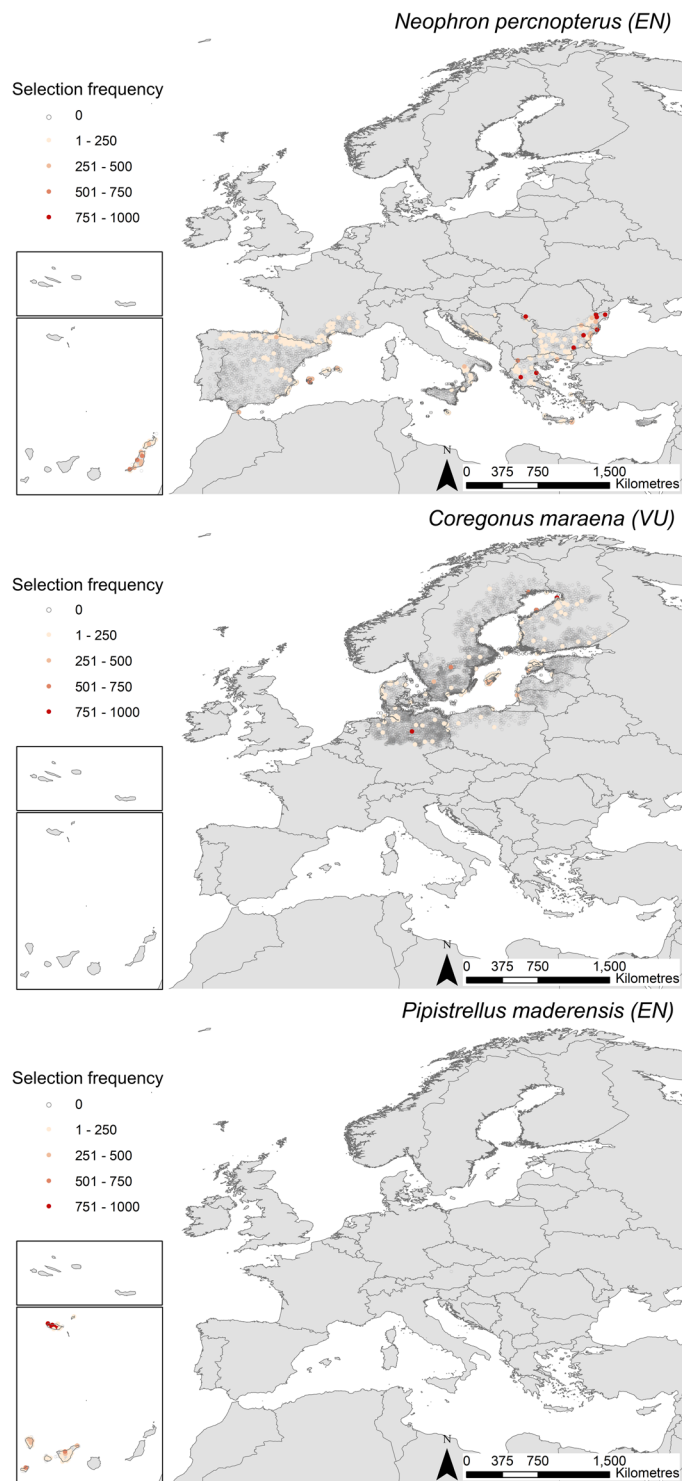 Neophron percnopterus (EN)
Selection frequency
0
1 - 250
251 - 500
501 - 750
751 - 1000
N
0 375 750 1,500
Kilometres
Coregonus maraena (VU)
Selection frequency
0
1 - 250
251 - 500
501 - 750
751 - 1000
N
0 375 750 1,500
Kilometres
Pipistrellus maderensis (EN)
Selection frequency
0
1 - 250
251 - 500
501 - 750
751 - 1000
N
0 375 750 1,500
Kilometres